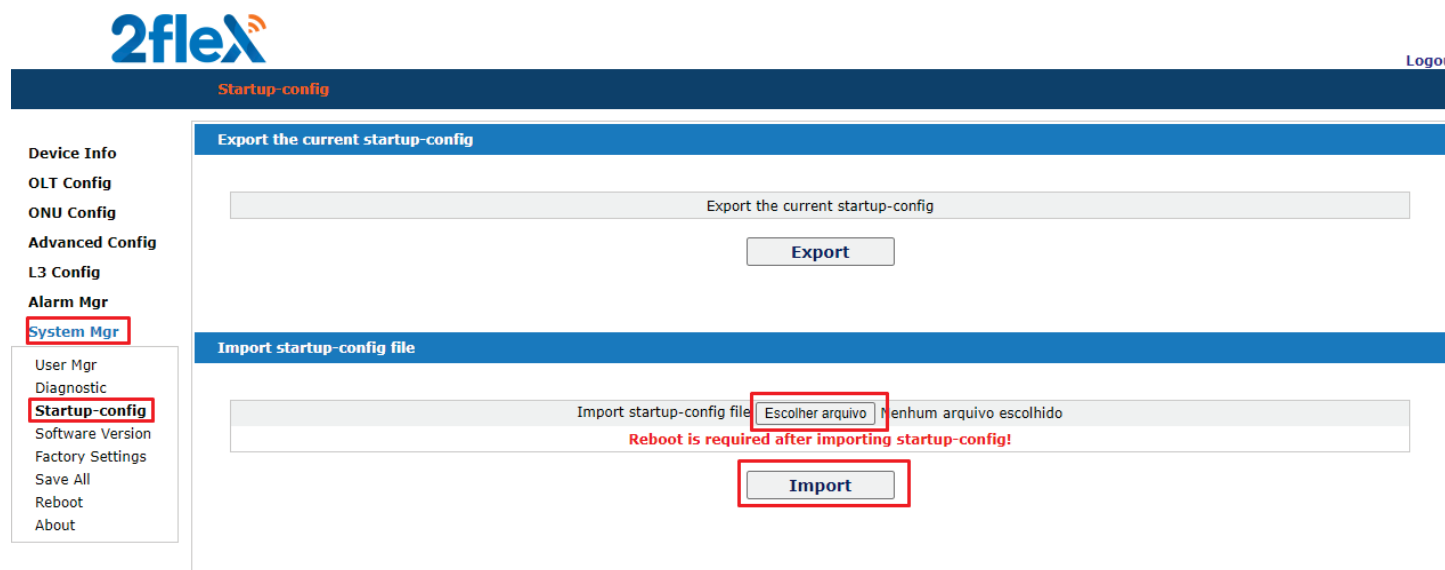 2flex
Logou
Startup-config
Device Info
OLT Config
ONU Config
Advanced Config
L3 Config
Alarm Mgr
System Mgr
User Mgr
Diagnostic
Startup-config
Software Version
Factory Settings
Save All
Reboot
About
Export the current startup-config
Export the current startup-config
Export
Import startup-config file
Import startup-config file Escolher arquivo Nenhum arquivo escolhido
Reboot is required after importing startup-config!
Import